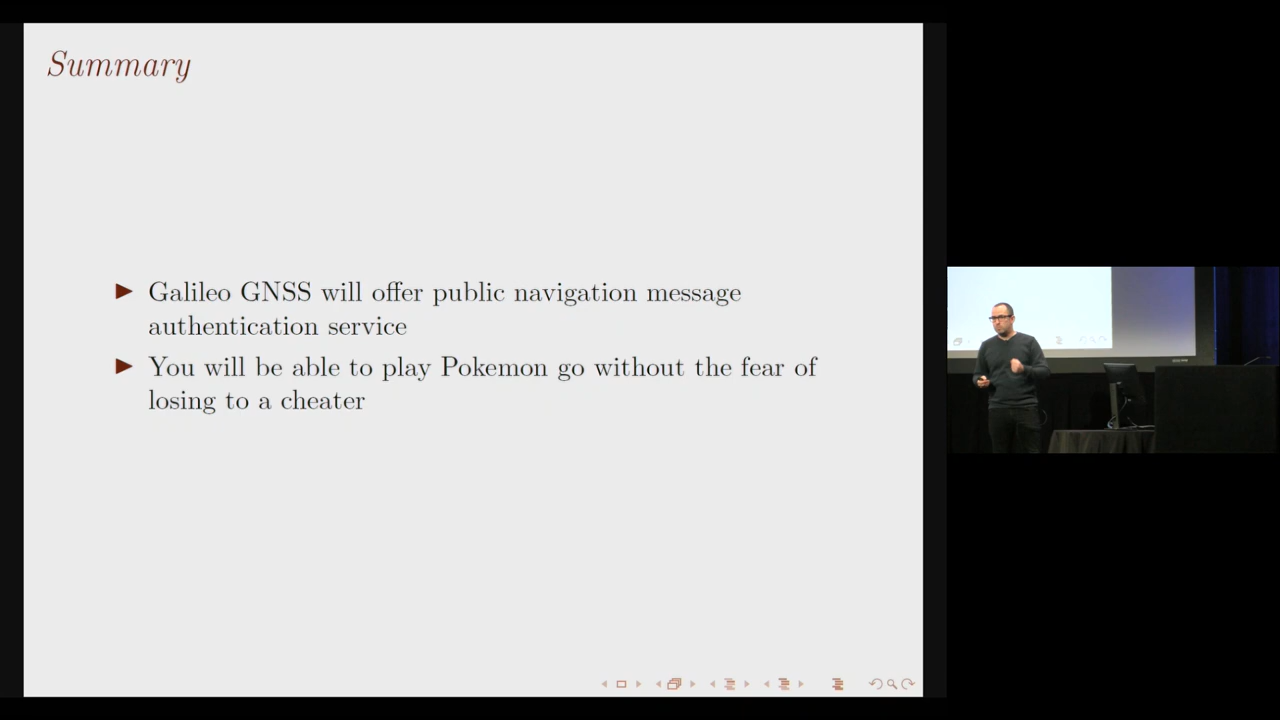 Summary
Galileo GNSS will offer public navigation message
authentication service
You will be able to play Pokemon go without the fear of
losing to a cheater